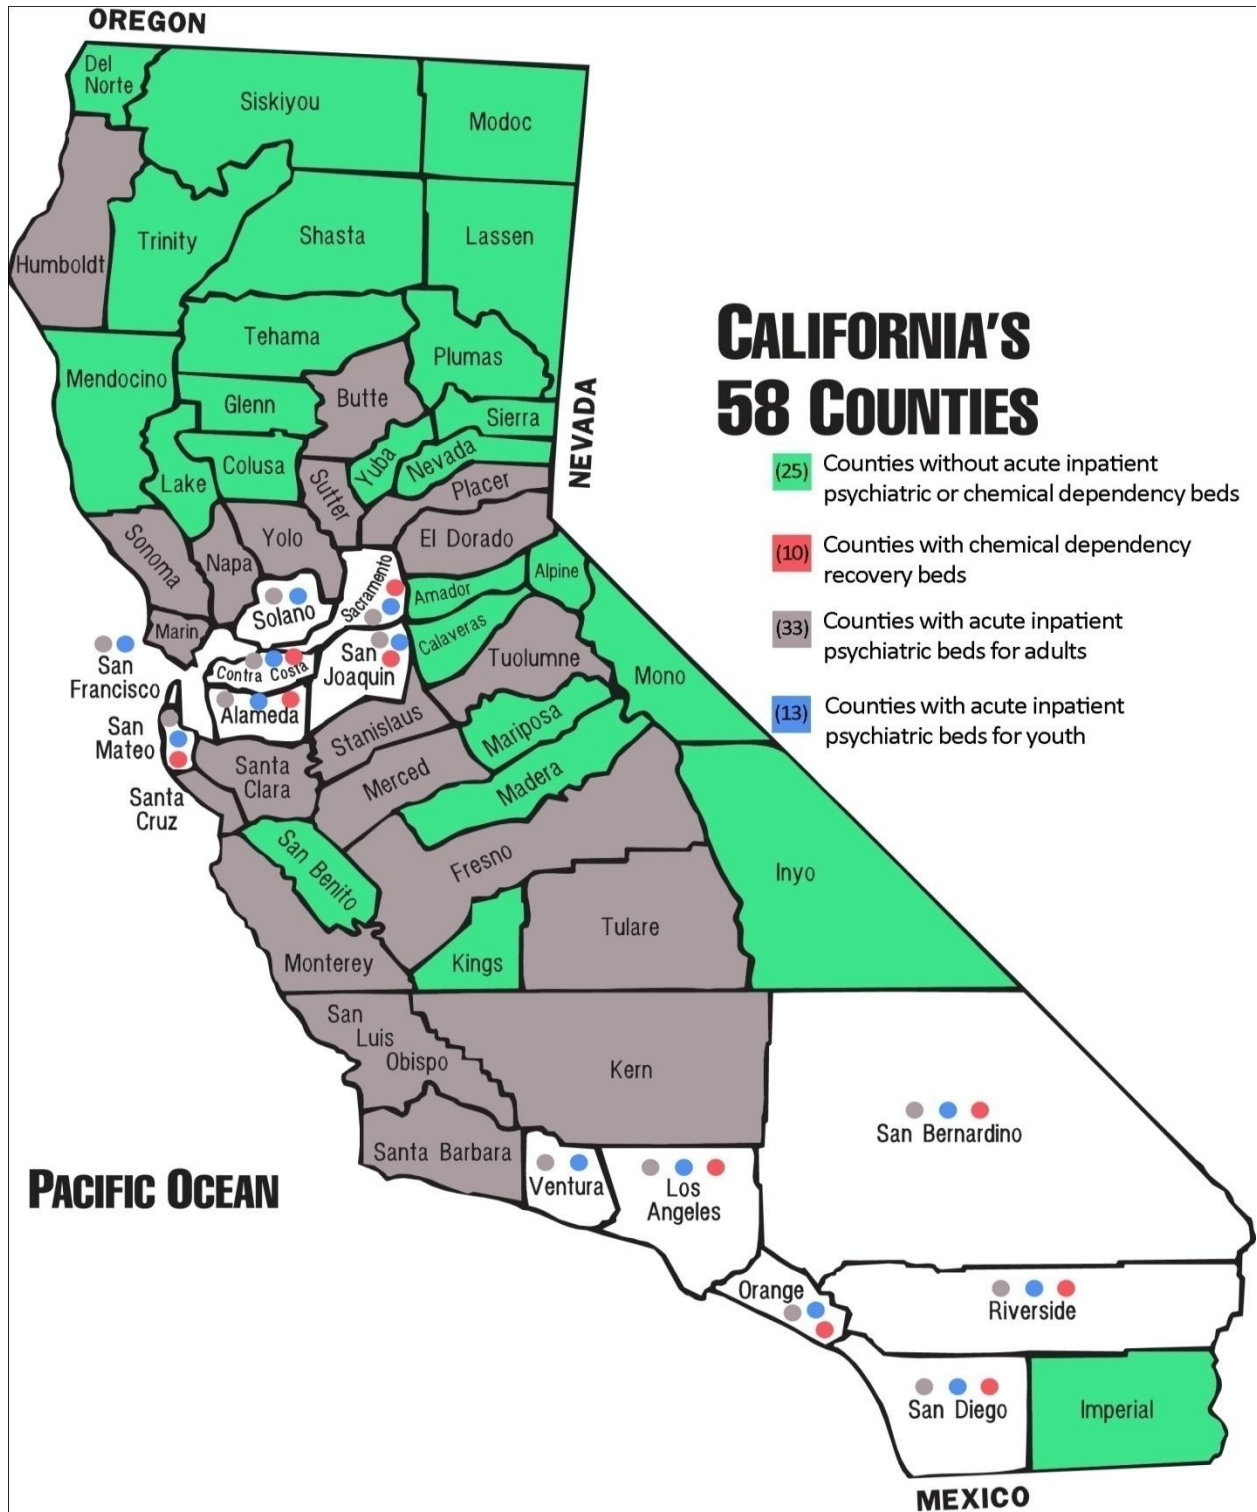 OREGON
Del
Norte
Siskiyou
Modoc
Humboldt
Trinity
Shasta
Lassen
Tehama
Plumas
Mendocino
Glenn
Butte
Sierra
Lake
Colusa
Yuba
Nevada
Sutter
Placer
NEVADA
Sonoma
Napa
Yolo
El Dorado
Solano
Sacramento
Amador
Alpine
Marin
Calaveras
San
Francisco
Contra Costa
San
Joaquin
Tuolumne
Mono
San
Mateo
Alameda
Stanislaus
Mariposa
Santa
Clara
Merced
Madera
Santa
Cruz
San Benito
Fresno
Inyo
Monterey
Kings
Tulare
San
Luis
Obispo
Kern
San Bernardino
Santa Barbara
Ventura
Los
Angeles
Orange
Riverside
San Diego
Imperial
MEXICO
PACIFIC OCEAN
CALIFORNIA'S
58 COUNTIES
(25) Counties without acute inpatient
psychiatric or chemical dependency beds
(10) Counties with chemical dependency
recovery beds
(33) Counties with acute inpatient
psychiatric beds for adults
(13) Counties with acute inpatient
psychiatric beds for youth